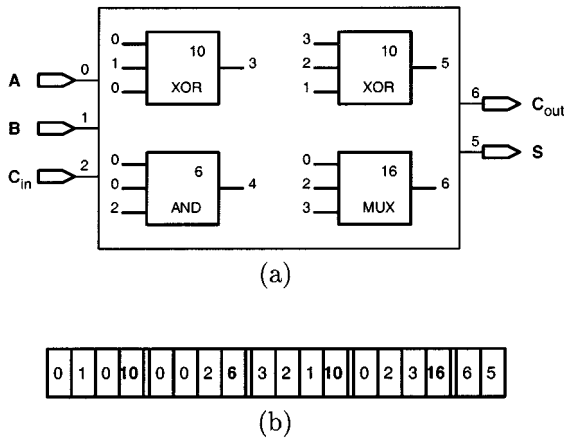 0 10 3 10
A 0 1 3 2 5
0 XOR 1 XOR 6 C_out
B 1
0 6 0 16 5 S
C_in 2 0 4 2 6
2 AND 3 MUX
(a)
0 1 0 10 0 0 2 6 3 2 1 10 0 2 3 16 6 5
(b)